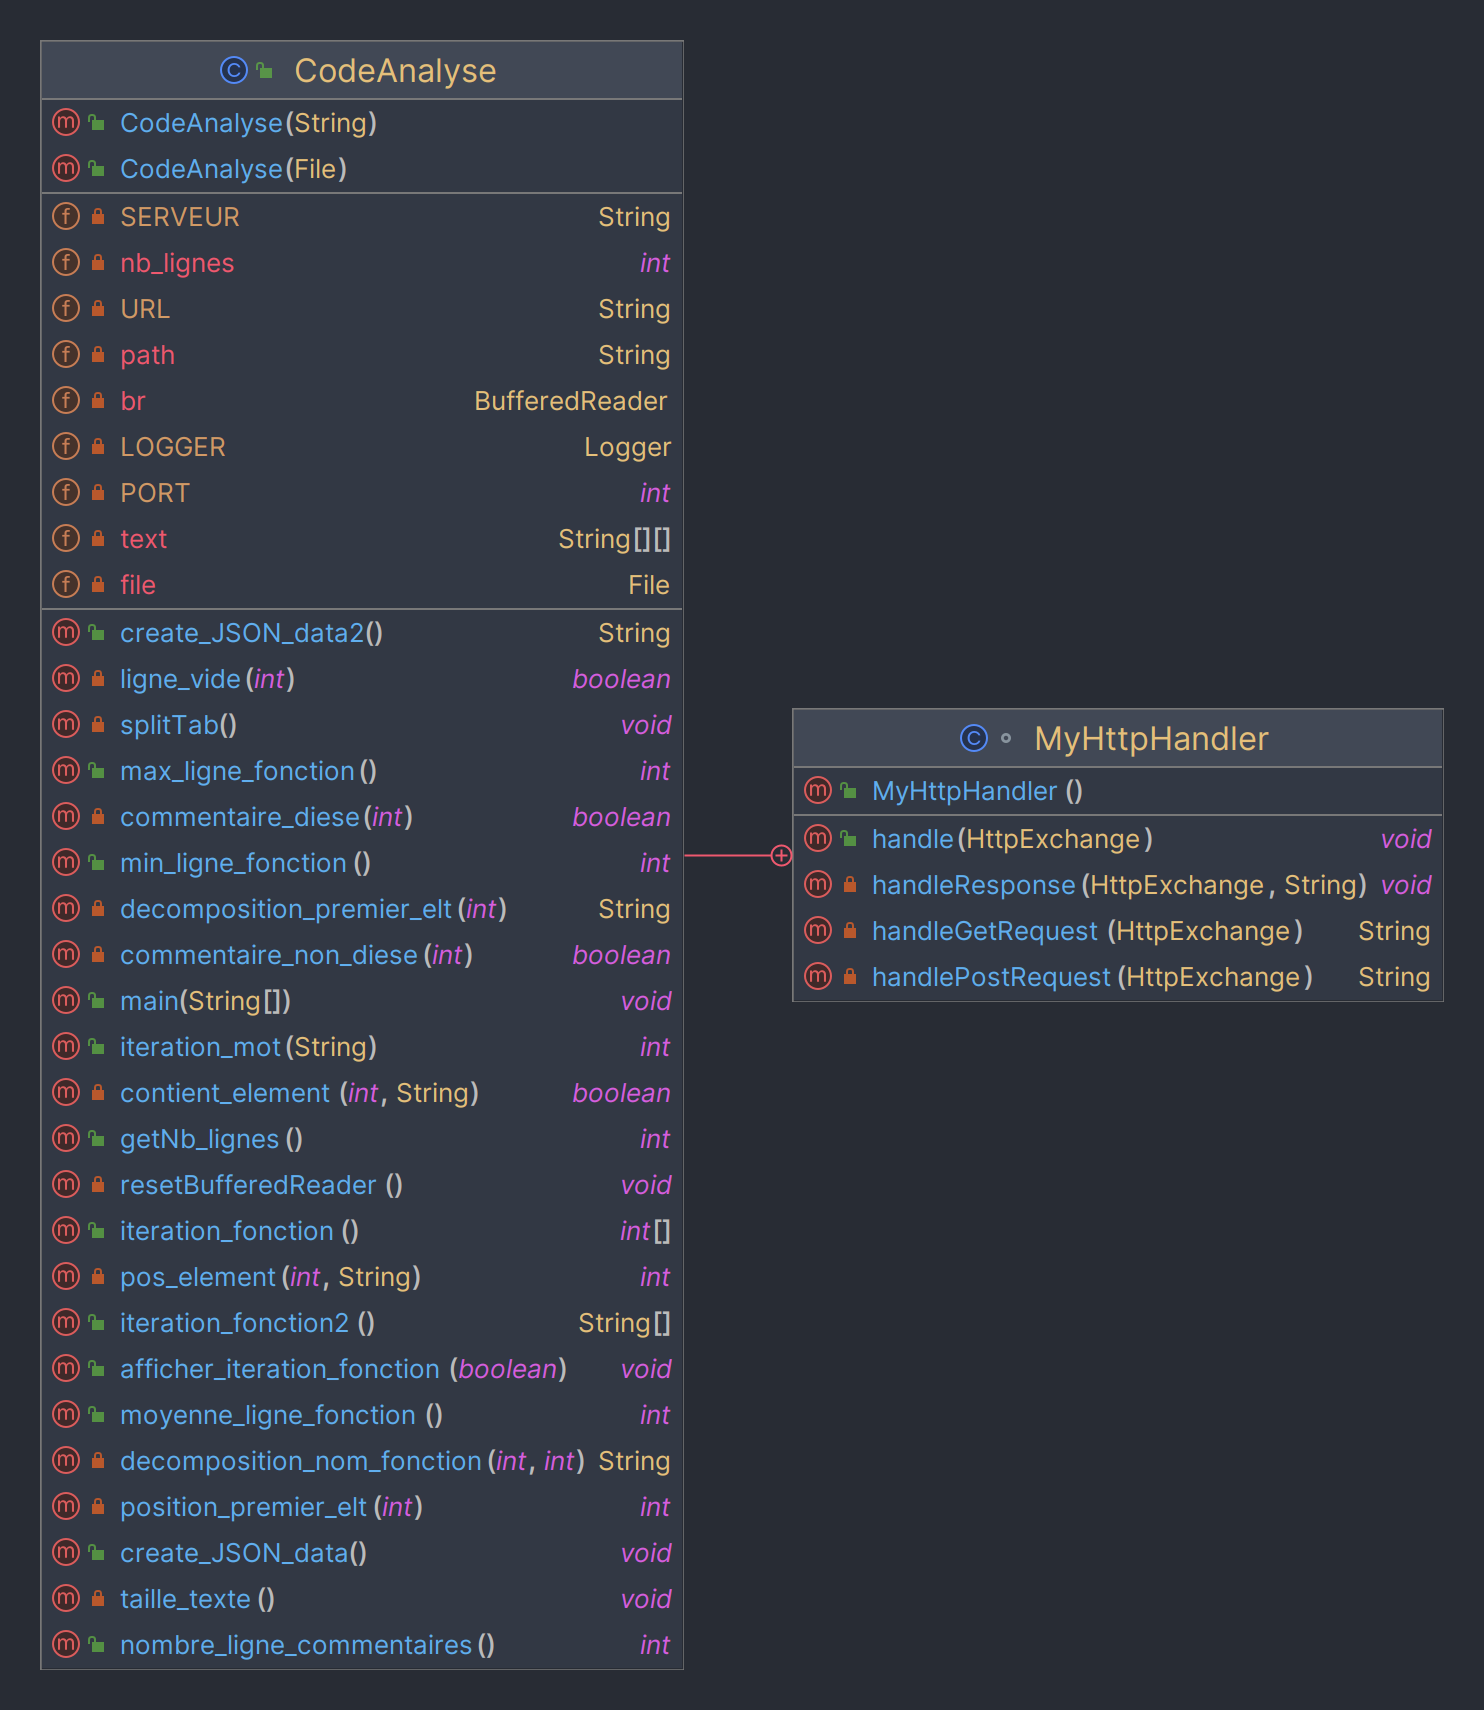 CodeAnalyse
CodeAnalyse(String)
CodeAnalyse(File)
SERVEUR String
nb_lignes int
URL String
path String
br BufferedReader
LOGGER Logger
PORT int
text String[][]
file File
create_JSON_data2() String
ligne_vide(int) boolean
splitTab() void
max_ligne_fonction() int
commentaire_diese(int) boolean
min_ligne_fonction() int
decomposition_premier_elt(int) String
commentaire_non_diese(int) boolean
main(String[]) void
iteration_mot(String) int
contient_element(int, String) boolean
getNb_lignes() int
resetBufferedReader() void
iteration_fonction() int[]
pos_element(int, String) int
iteration_fonction2() String[]
afficher_iteration_fonction(boolean) void
moyenne_ligne_fonction() int
decomposition_nom_fonction(int, int) String
position_premier_elt(int) int
create_JSON_data() void
taille_texte() void
nombre_ligne_commentaires() int
MyHttpHandler
MyHttpHandler()
handle(HttpExchange) void
handleResponse(HttpExchange, String) void
handleGetRequest(HttpExchange) String
handlePostRequest(HttpExchange) String